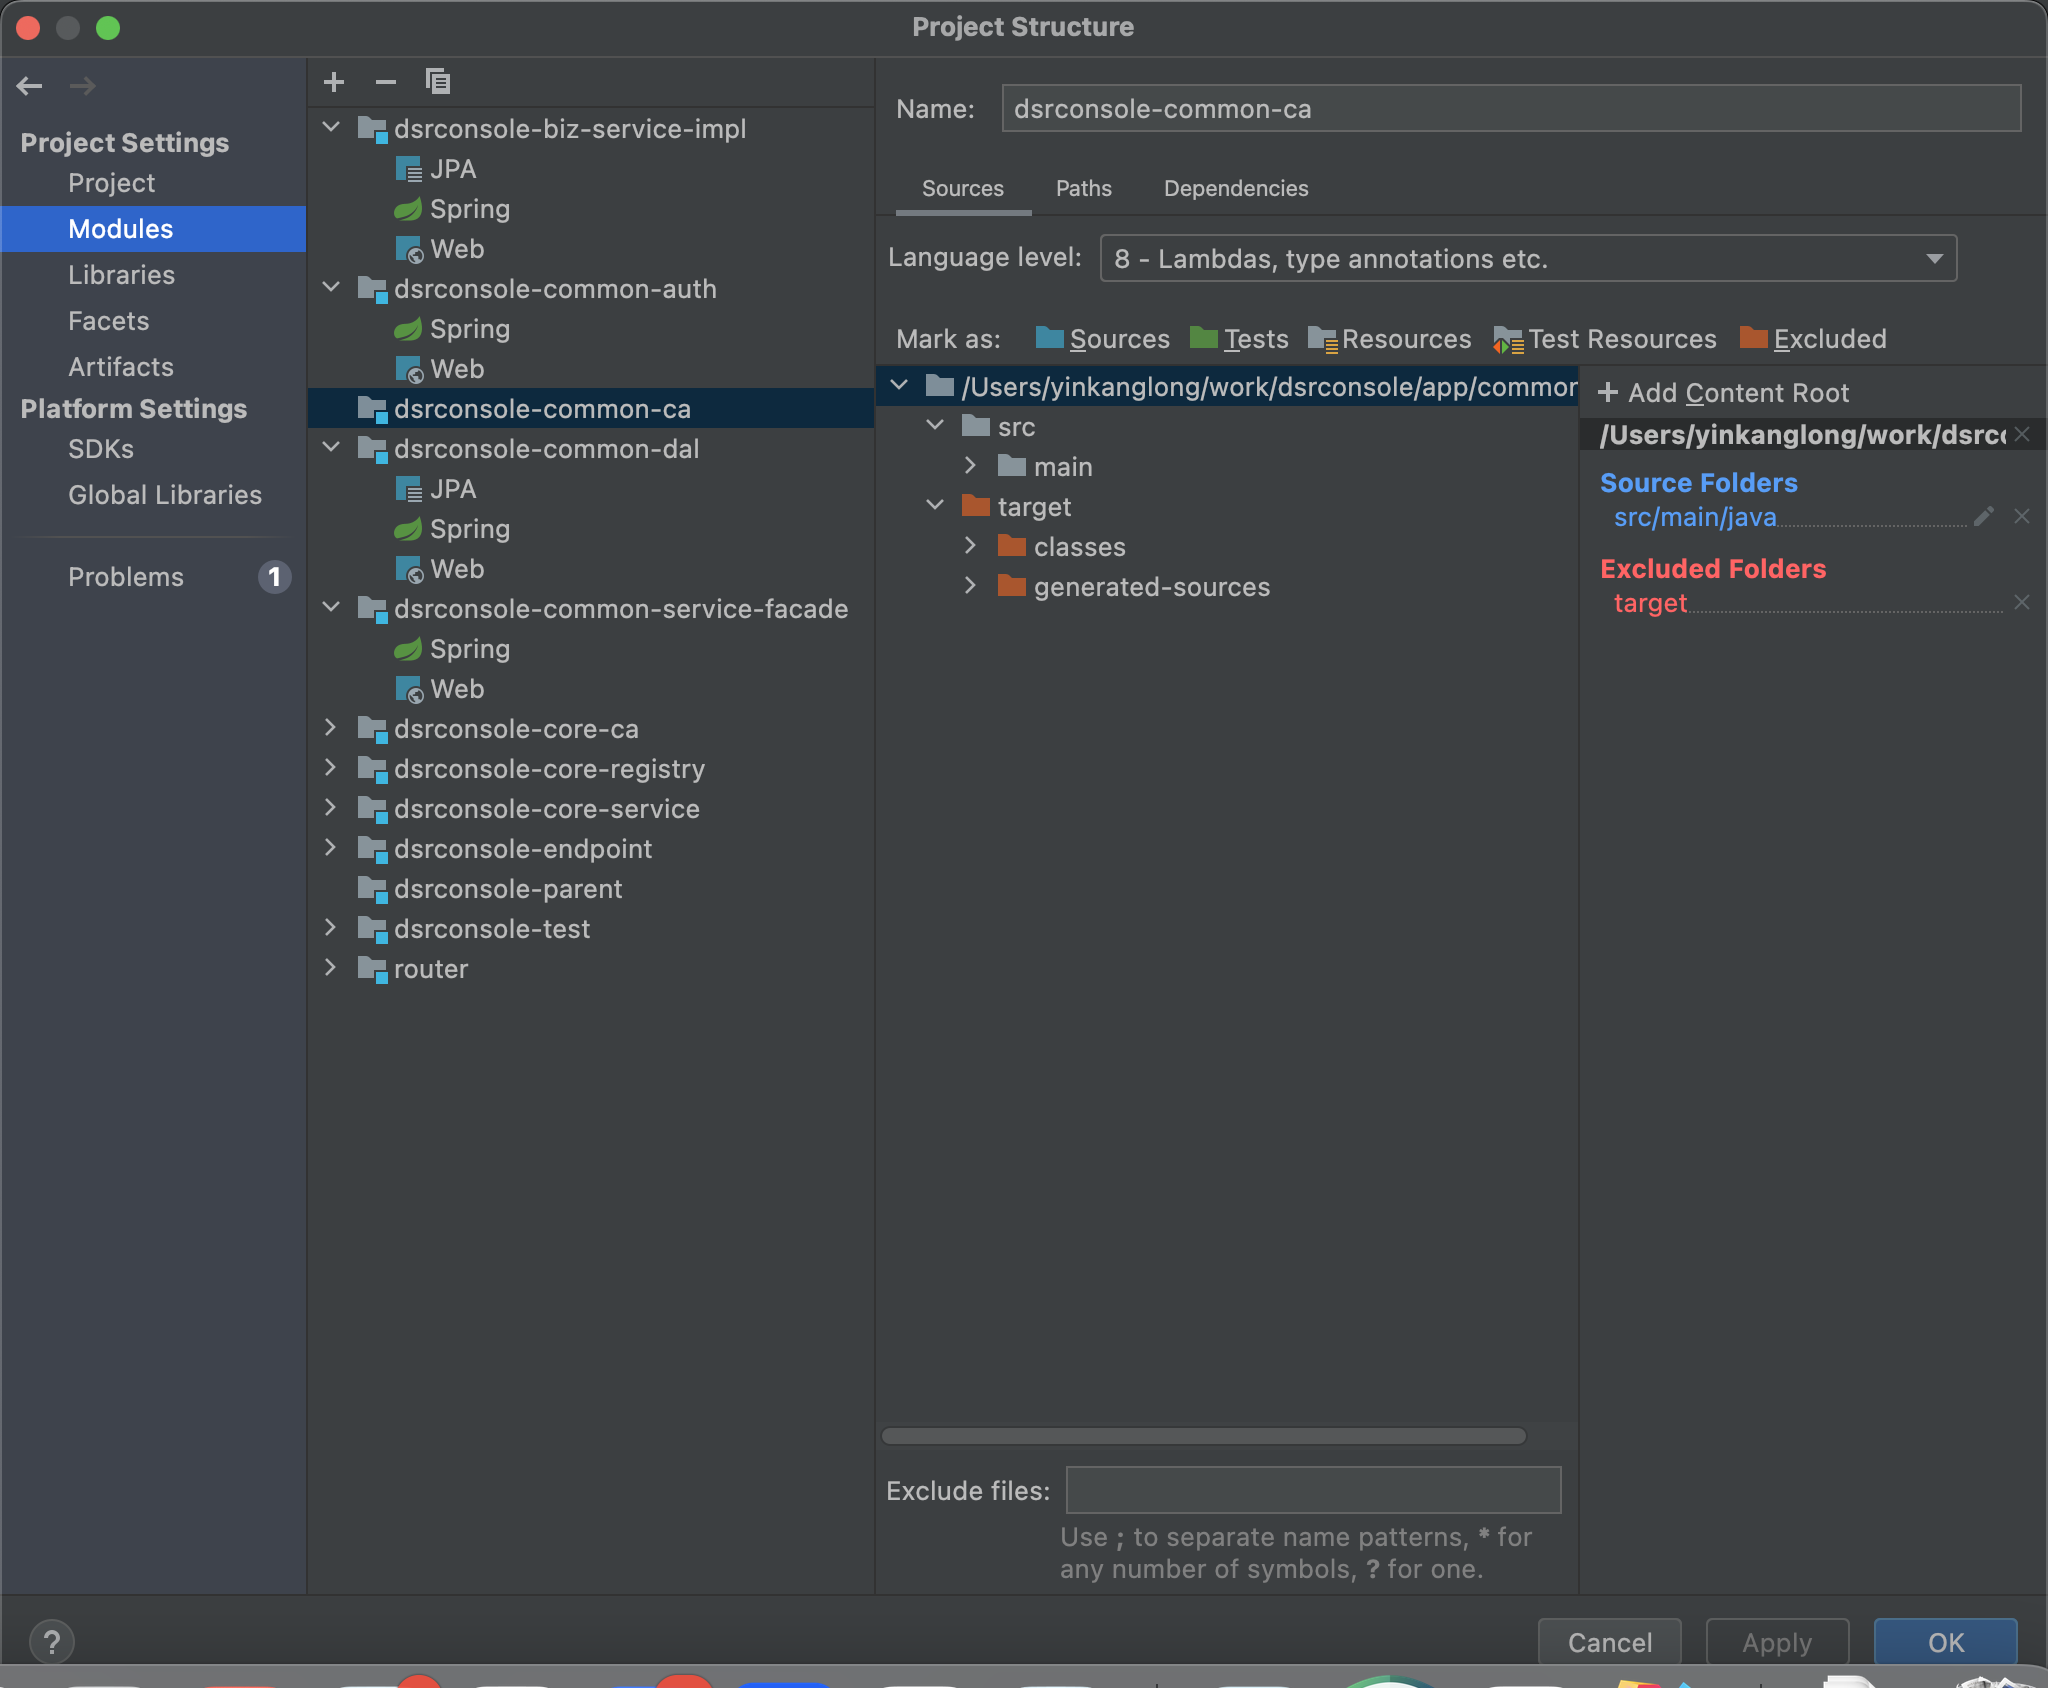 Project Structure
Project Settings
Project
Modules
Libraries
Facets
Artifacts
Platform Settings
SDKs
Global Libraries
Problems
1
dsrconsole-biz-service-impl
JPA
Spring
Web
dsrconsole-common-auth
Spring
Web
dsrconsole-common-ca
dsrconsole-common-dal
JPA
Spring
Web
dsrconsole-common-service-facade
Spring
Web
dsrconsole-core-ca
dsrconsole-core-registry
dsrconsole-core-service
dsrconsole-endpoint
dsrconsole-parent
dsrconsole-test
router
Name: dsrconsole-common-ca
Sources Paths Dependencies
Language level: 8 - Lambdas, type annotations etc.
Mark as: Sources Tests Resources Test Resources Excluded
/Users/yinkanglong/work/dsrconsole/app/common
src
main
target
classes
generated-sources
+ Add Content Root
/Users/yinkanglong/work/dsrc
Source Folders
src/main/java
Excluded Folders
target
Exclude files:
Use ; to separate name patterns, * for
any number of symbols, ? for one.
?
Cancel Apply OK